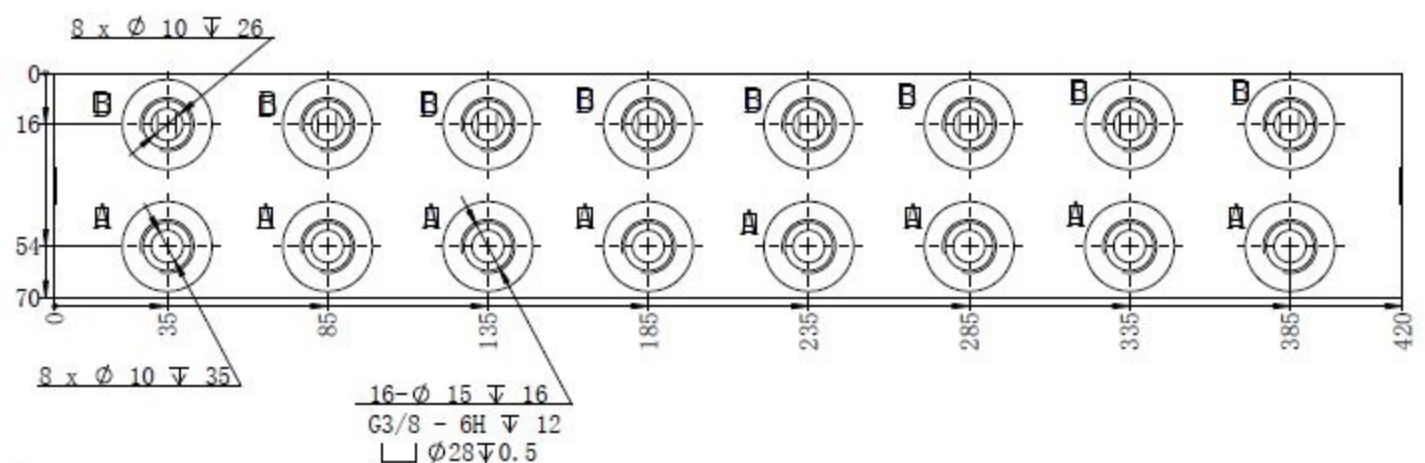 8 x Ø 10 ↧ 26
0
B B B B B B B B
16
A A A A A A A A
54
70
0 35 85 135 185 235 285 335 385 420
8 x Ø 10 ↧ 35
16-Ø 15 ↧ 16
G3/8 - 6H ↧ 12
⌴ Ø28↧0.5